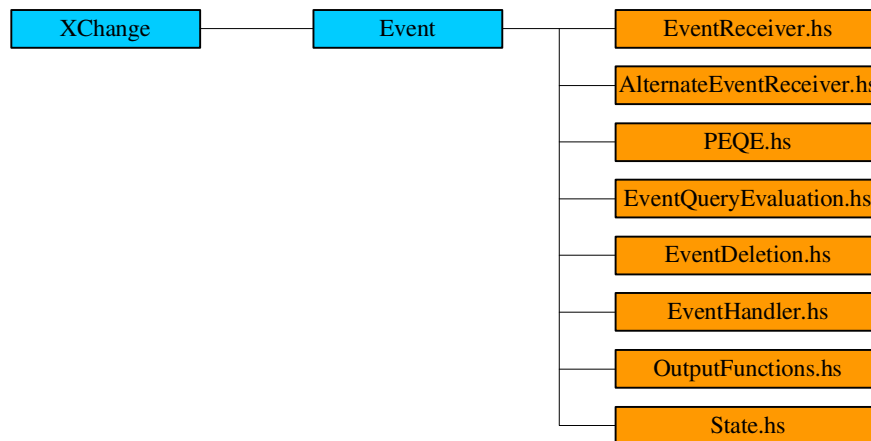 XChange
Event
EventReceiver.hs
AlternateEventReceiver.hs
PEQE.hs
EventQueryEvaluation.hs
EventDeletion.hs
EventHandler.hs
OutputFunctions.hs
State.hs